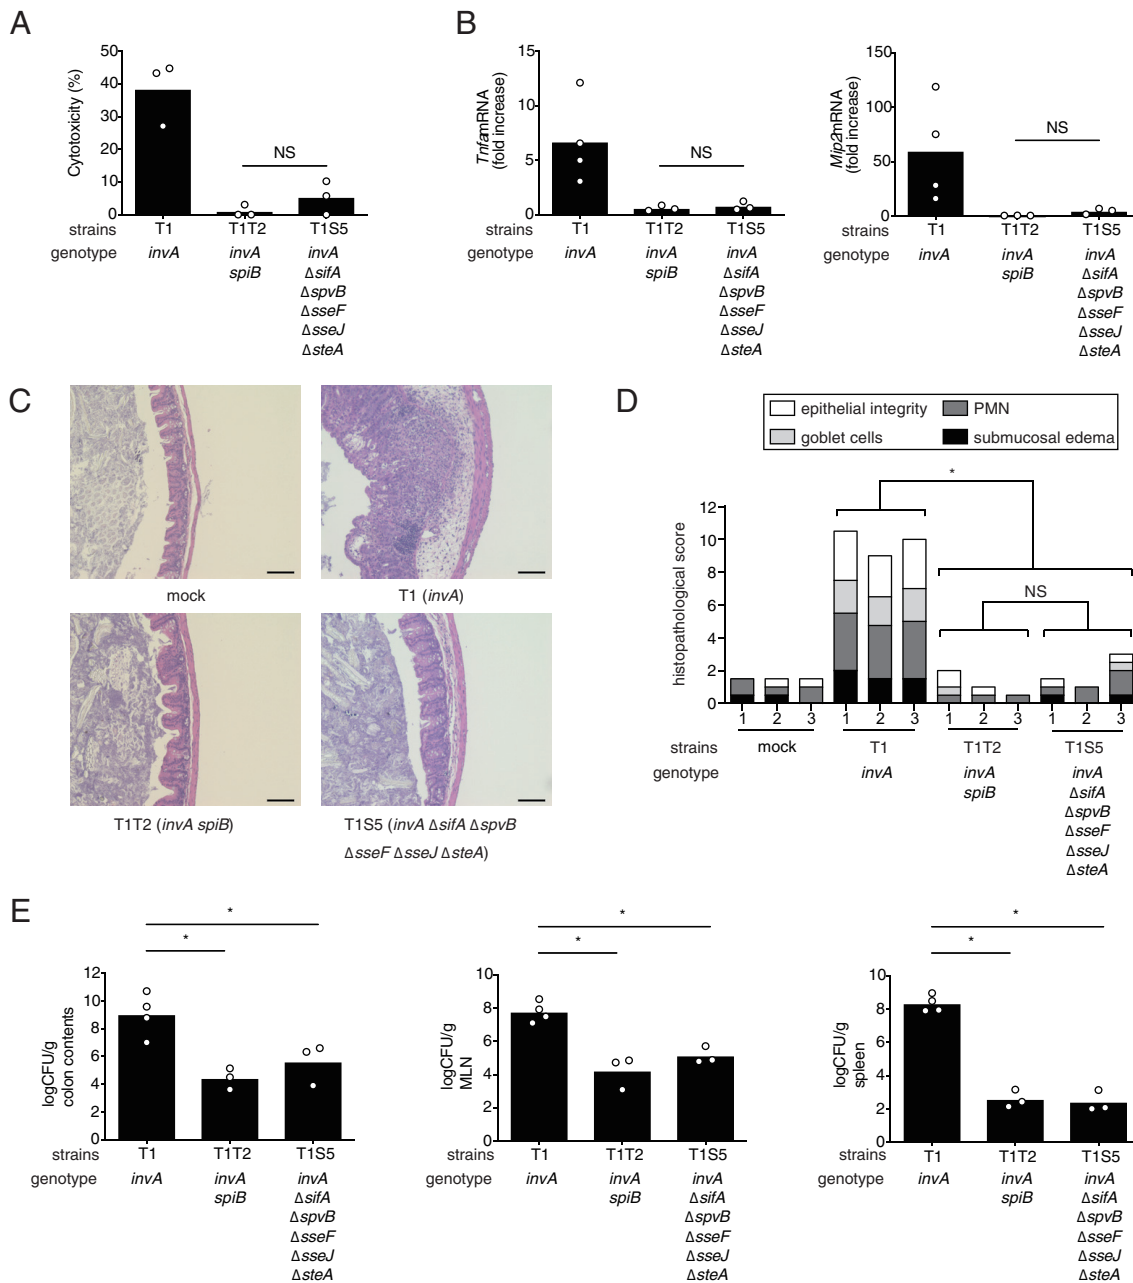 A
Cytotoxicity (%)
50
40
30
20
10
0
NS
strains T1 T1T2 T1S5
genotype invA invA invA
spiB ΔsifA
ΔspvB
ΔsseF
ΔsseJ
ΔsteA
B
TnfamRNA
(fold increase)
15
10
5
0
NS
strains T1 T1T2 T1S5
genotype invA invA invA
spiB ΔsifA
ΔspvB
ΔsseF
ΔsseJ
ΔsteA
Mip2mRNA
(fold increase)
150
100
50
0
NS
strains T1 T1T2 T1S5
genotype invA invA invA
spiB ΔsifA
ΔspvB
ΔsseF
ΔsseJ
ΔsteA
C
mock
T1 (invA)
T1T2 (invA spiB)
T1S5 (invA ΔsifA ΔspvB
ΔsseF ΔsseJ ΔsteA)
D
epithelial integrity PMN
goblet cells submucosal edema
*
NS
histopathological score
12
10
8
6
4
2
0
1 2 3 1 2 3 1 2 3 1 2 3
strains mock T1 T1T2 T1S5
genotype invA invA invA
spiB ΔsifA
ΔspvB
ΔsseF
ΔsseJ
ΔsteA
E
*
*
logCFU/g
colon contents
12
10
8
6
4
2
0
strains T1 T1T2 T1S5
genotype invA invA invA
spiB ΔsifA
ΔspvB
ΔsseF
ΔsseJ
ΔsteA
*
*
logCFU/g
MLN
10
8
6
4
2
0
strains T1 T1T2 T1S5
genotype invA invA invA
spiB ΔsifA
ΔspvB
ΔsseF
ΔsseJ
ΔsteA
*
*
logCFU/g
spleen
10
8
6
4
2
0
strains T1 T1T2 T1S5
genotype invA invA invA
spiB ΔsifA
ΔspvB
ΔsseF
ΔsseJ
ΔsteA